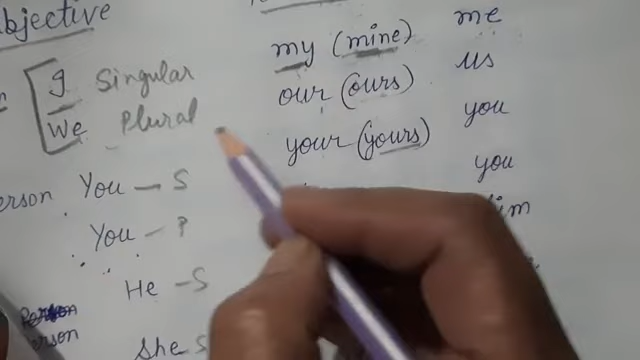 bjective
I Singular my (mine) me
We Plural our (ours) us
your (yours) you
erson You - S you
You - P im
He - S
erson
She S